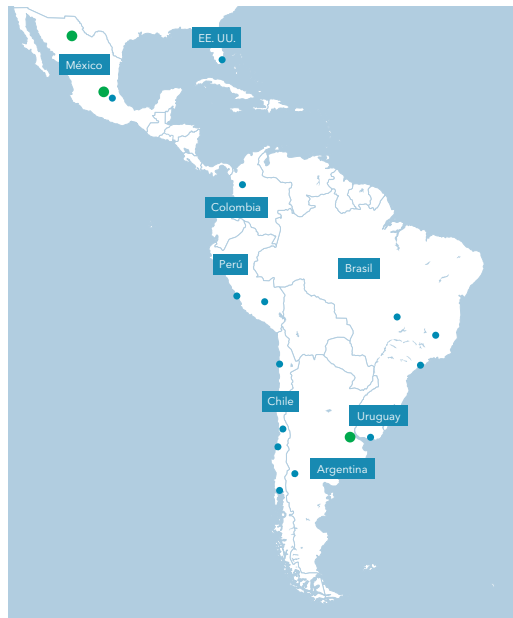 EE. UU.
México
Colombia
Perú
Brasil
Chile
Uruguay
Argentina